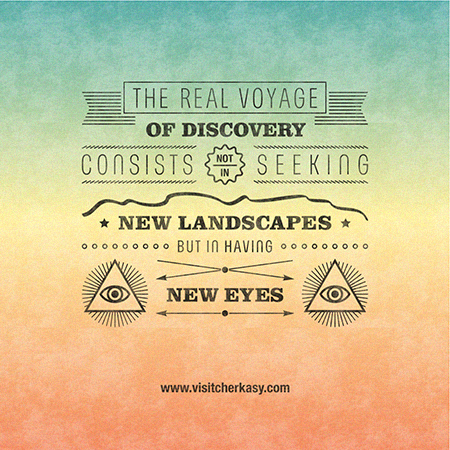 THE REAL VOYAGE
OF DISCOVERY
CONSISTS NOT IN SEEKING
NEW LANDSCAPES
BUT IN HAVING
NEW EYES
www.visitcherkasy.com